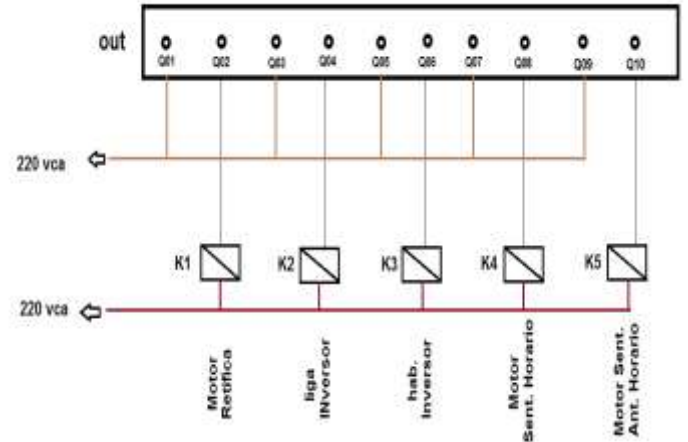 out
Q01 Q02 Q03 Q04 Q05 Q06 Q07 Q08 Q09 Q10
220 vca
K1 K2 K3 K4 K5
220 vca
Motor
Retifica
liga
INversor
hab.
Inversor
Motor
Sent. Horario
Motor Sent.
Ant. Horario